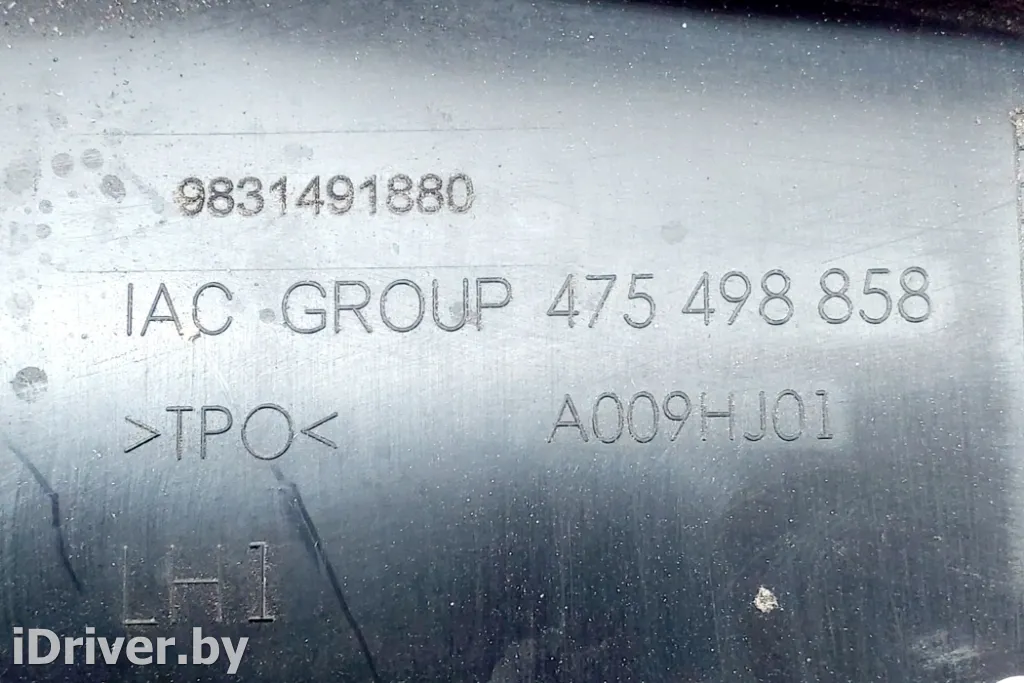 9831491880
IAC GROUP 475 498 858
>TPO< A009HJ01
LH1
iDriver.by